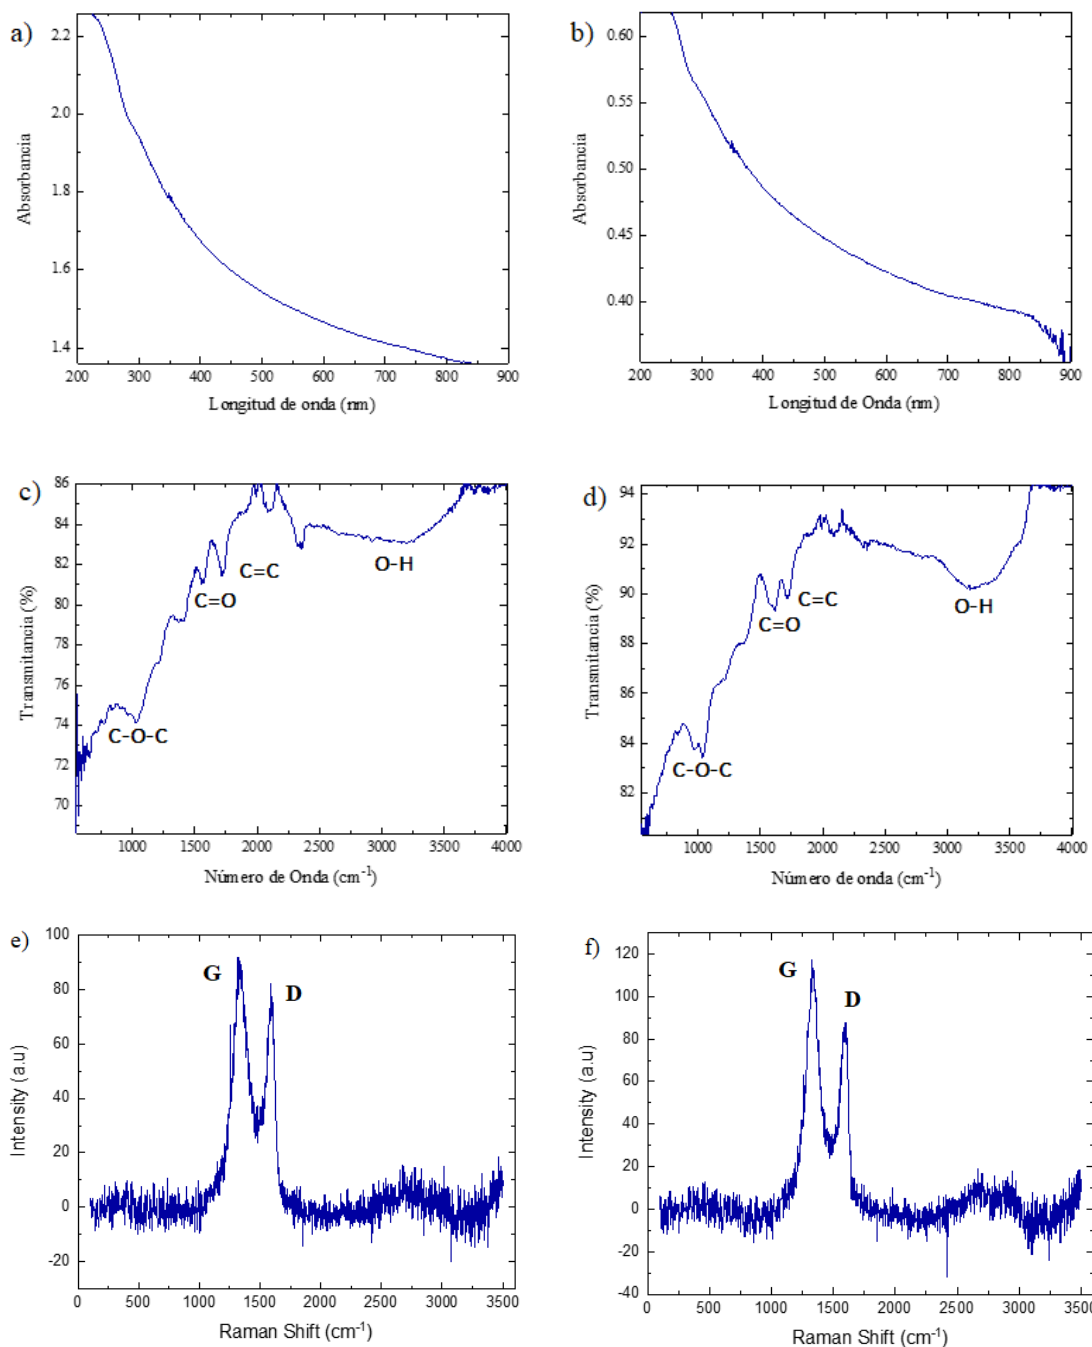 a)
2.2
2.0
1.8
1.6
1.4
Absorbancia
200 300 400 500 600 700 800 900
Longitud de onda (nm)
b)
0.60
0.55
0.50
0.45
0.40
Absorbancia
200 300 400 500 600 700 800 900
Longitud de Onda (nm)
c)
86
84
82
80
78
76
74
72
70
Transmitancia (%)
O-H
C=C
C=O
C-O-C
1000 1500 2000 2500 3000 3500 4000
Número de Onda (cm-1)
d)
94
92
90
88
86
84
82
Transmitancia (%)
O-H
C=C
C=O
C-O-C
1000 1500 2000 2500 3000 3500 4000
Número de onda (cm-1)
e)
100
80
60
40
20
0
-20
Intensity (a.u)
G
D
0 500 1000 1500 2000 2500 3000 3500
Raman Shift (cm-1)
f)
120
100
80
60
40
20
0
-20
-40
Intensity (a.u)
G
D
0 500 1000 1500 2000 2500 3000 3500
Raman Shift (cm-1)